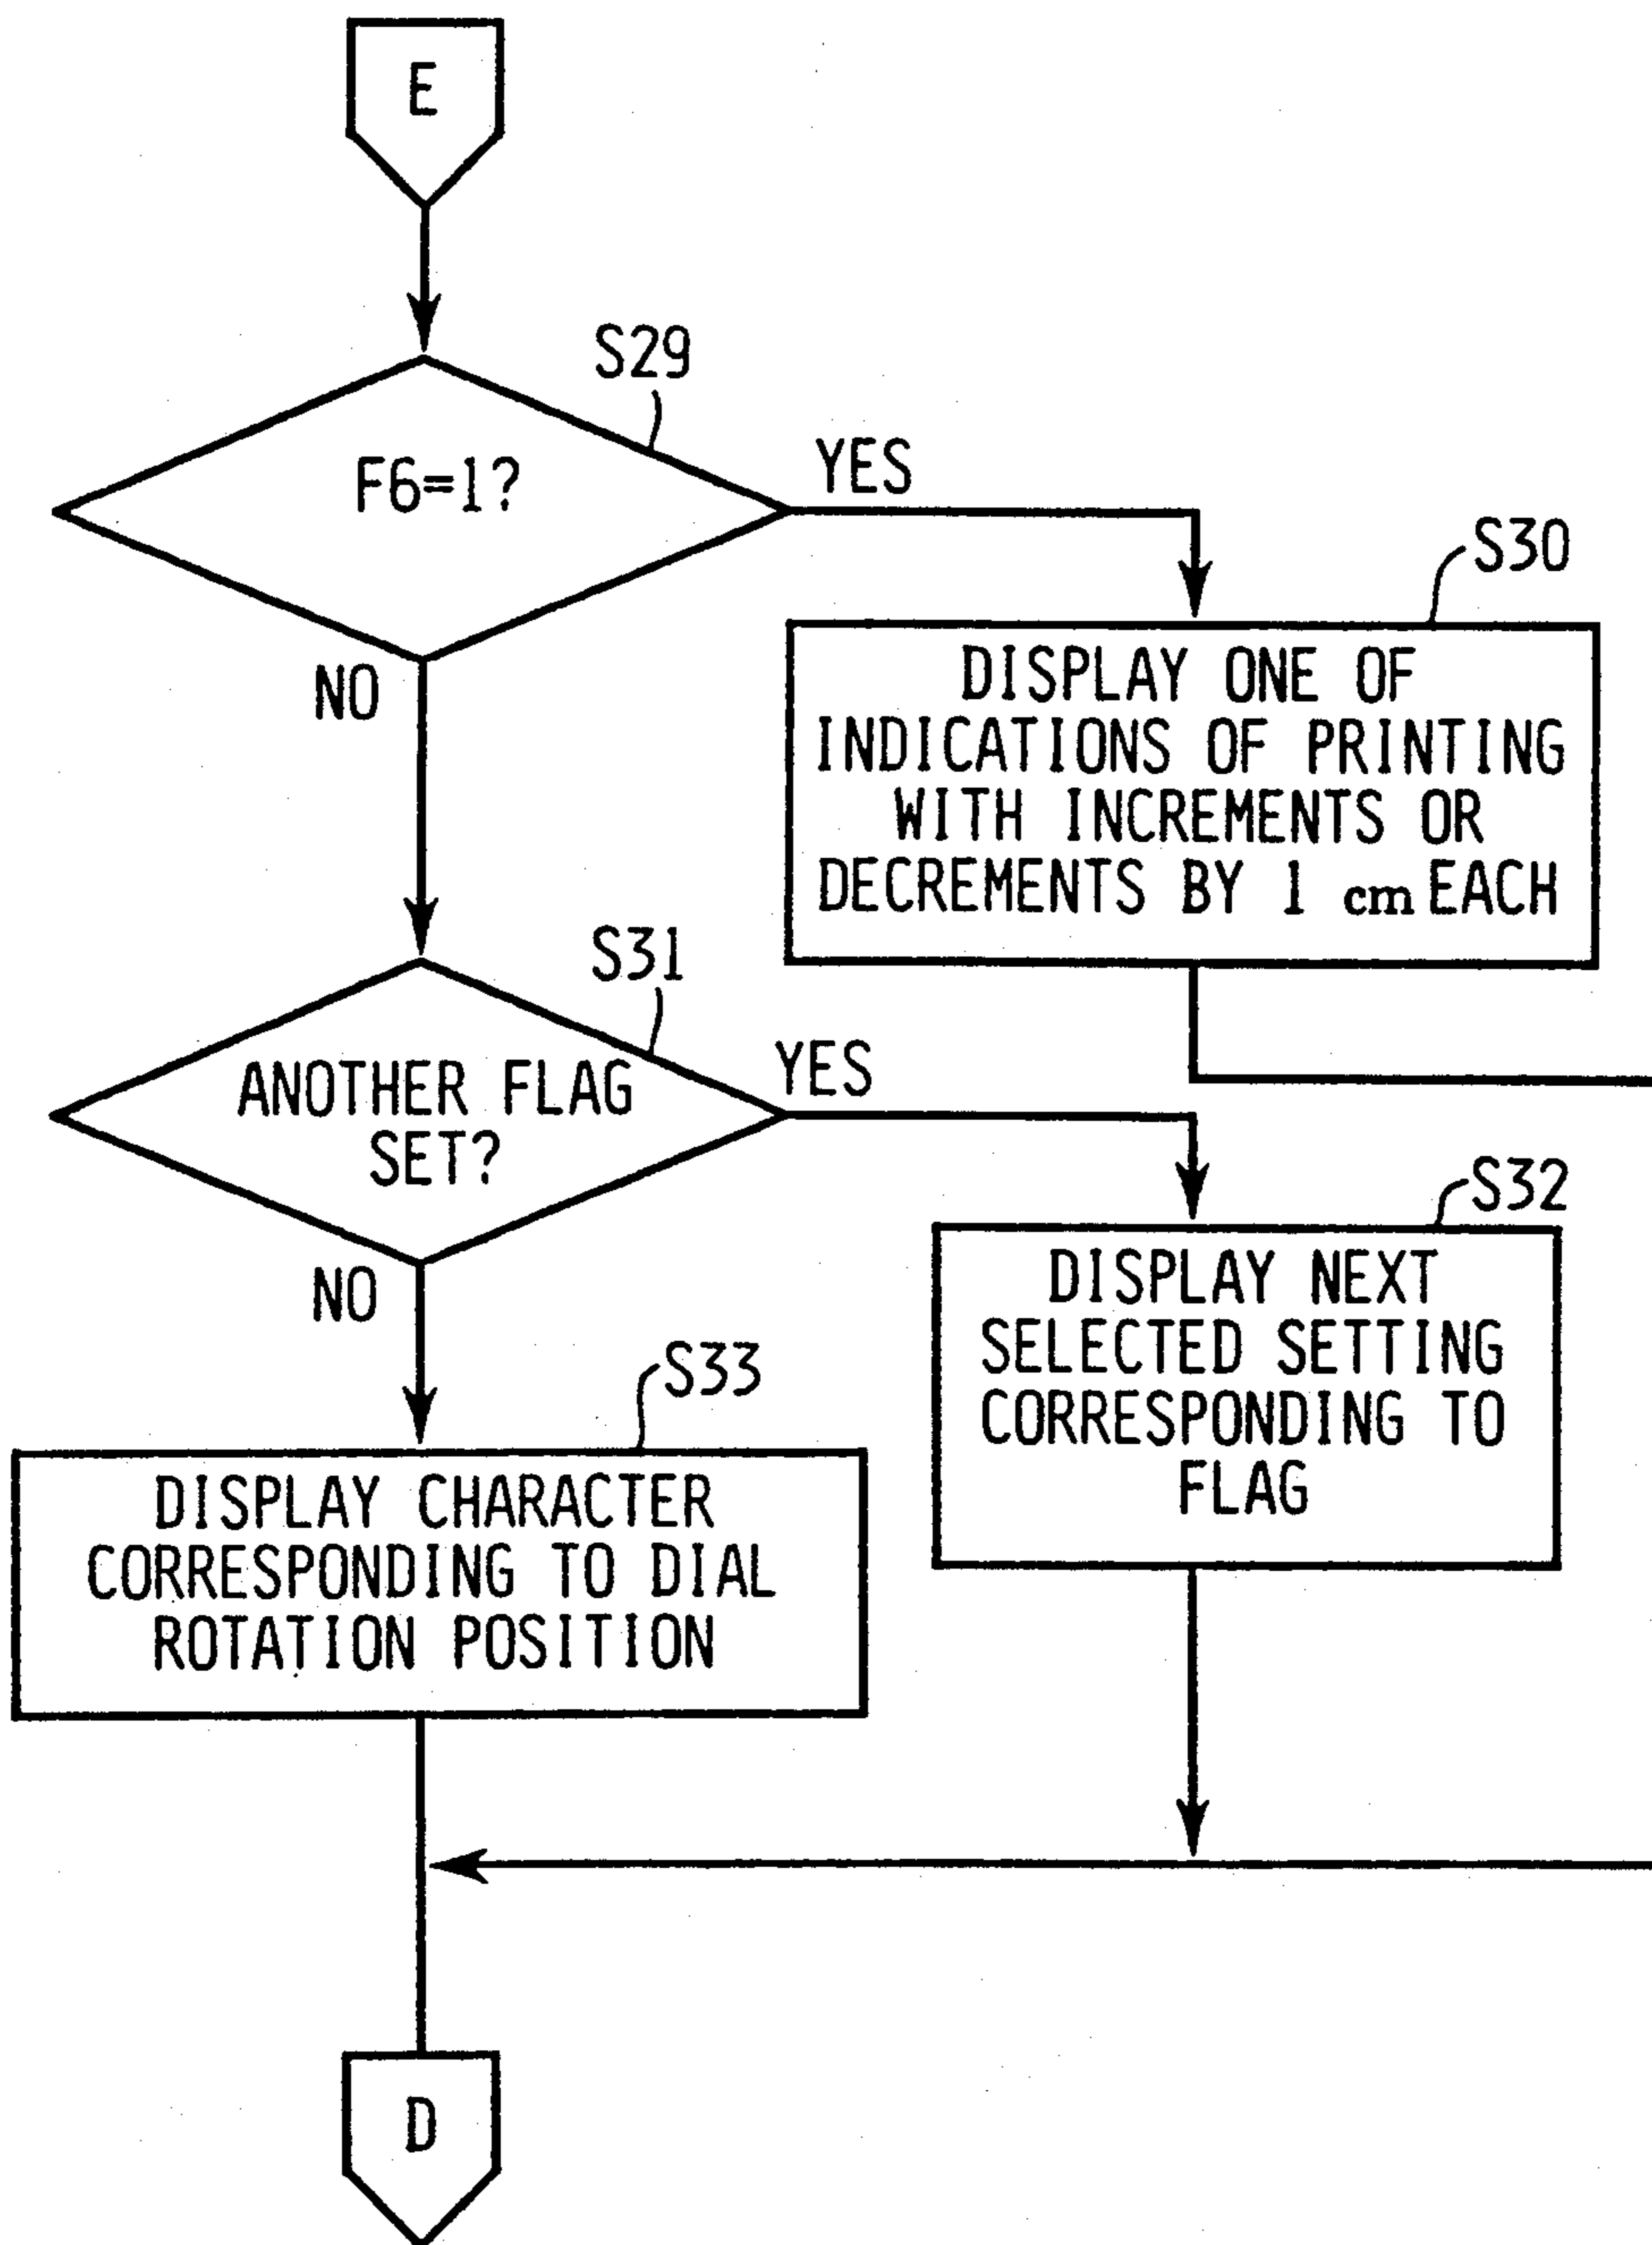 E
S29
F6=1?
YES
NO
S30
DISPLAY ONE OF
INDICATIONS OF PRINTING
WITH INCREMENTS OR
DECREMENTS BY 1 cm EACH
S31
ANOTHER FLAG
SET?
YES
NO
S32
DISPLAY NEXT
SELECTED SETTING
CORRESPONDING TO
FLAG
S33
DISPLAY CHARACTER
CORRESPONDING TO DIAL
ROTATION POSITION
D